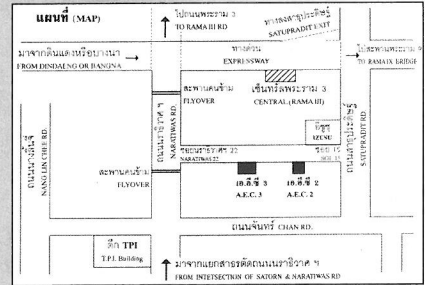 แผนที่ (MAP)
ไปถนนพระราม 3
TO RAMA III RD
ทางลงสาธุประดิษฐ์
SATUPRADIT EXIT
มาจากดินแดงหรือบางนา
FROM DINDAENG OR BANGNA
ทางด่วน
EXPRESSWAY
ไปสะพานพระราม 9
TO RAMA IX BRIDGE
สะพานคนข้าม
FLYOVER
เซ็นทรัลพระราม 3
CENTRAL (RAMA III)
ถนนนางลิ้นจี่
NANG LIN CHEE RD.
ถนนนราธิวาส ฯ
NARATIWAS RD.
อีซูซุ
IZUSU
ถนนสาธุประดิษฐ์
SATUPRADIT RD.
ซอยนราธิวาสฯ 22
NARATIWAS 22
ซอย 15
สะพานคนข้าม
FLYOVER
เอ.อี.ซี 3
A.E.C. 3
เอ.อี.ซี 2
A.E.C. 2
ถนนจันทร์ CHAN RD.
ตึก TPI
T.P.I. Building
มาจากแยกสาธรตัดถนนนราธิวาส ฯ
FROM INTETSECTION OF SATORN & NARATIWAS RD